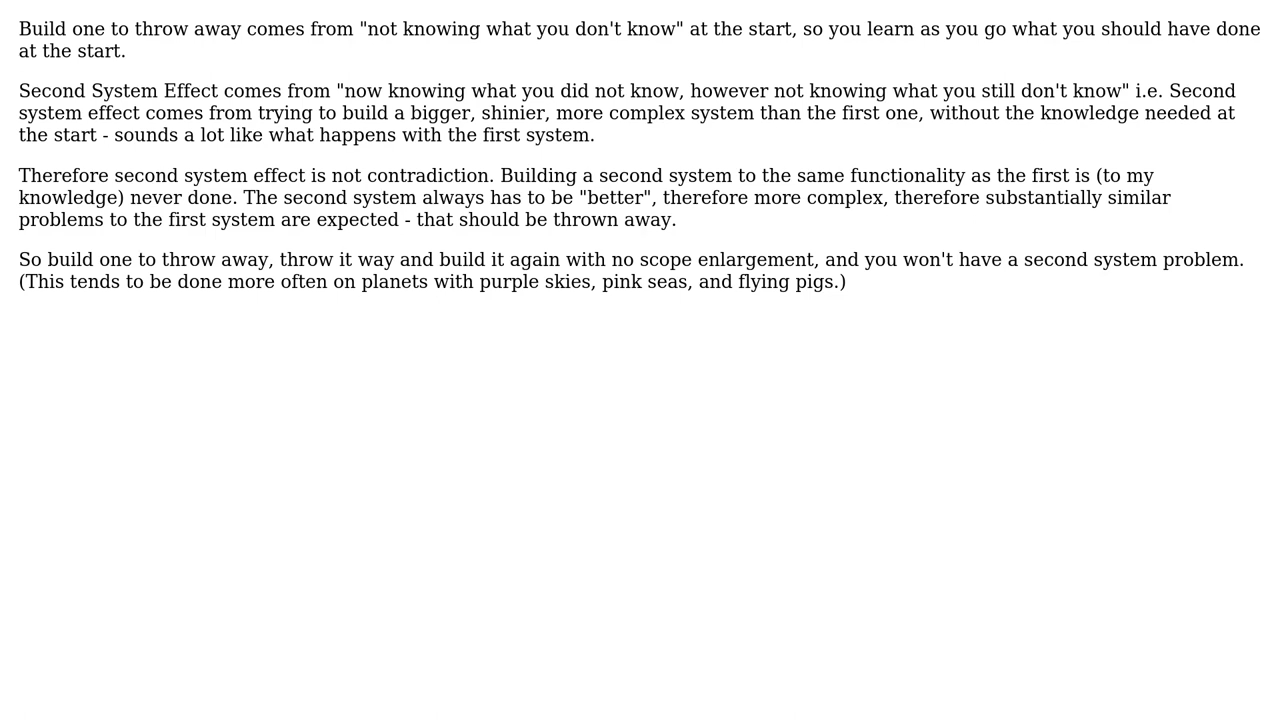 Build one to throw away comes from "not knowing what you don't know" at the start, so you learn as you go what you should have done
at the start.
Second System Effect comes from "now knowing what you did not know, however not knowing what you still don't know" i.e. Second
system effect comes from trying to build a bigger, shinier, more complex system than the first one, without the knowledge needed at
the start - sounds a lot like what happens with the first system.
Therefore second system effect is not contradiction. Building a second system to the same functionality as the first is (to my
knowledge) never done. The second system always has to be "better", therefore more complex, therefore substantially similar
problems to the first system are expected - that should be thrown away.
So build one to throw away, throw it way and build it again with no scope enlargement, and you won't have a second system problem.
(This tends to be done more often on planets with purple skies, pink seas, and flying pigs.)